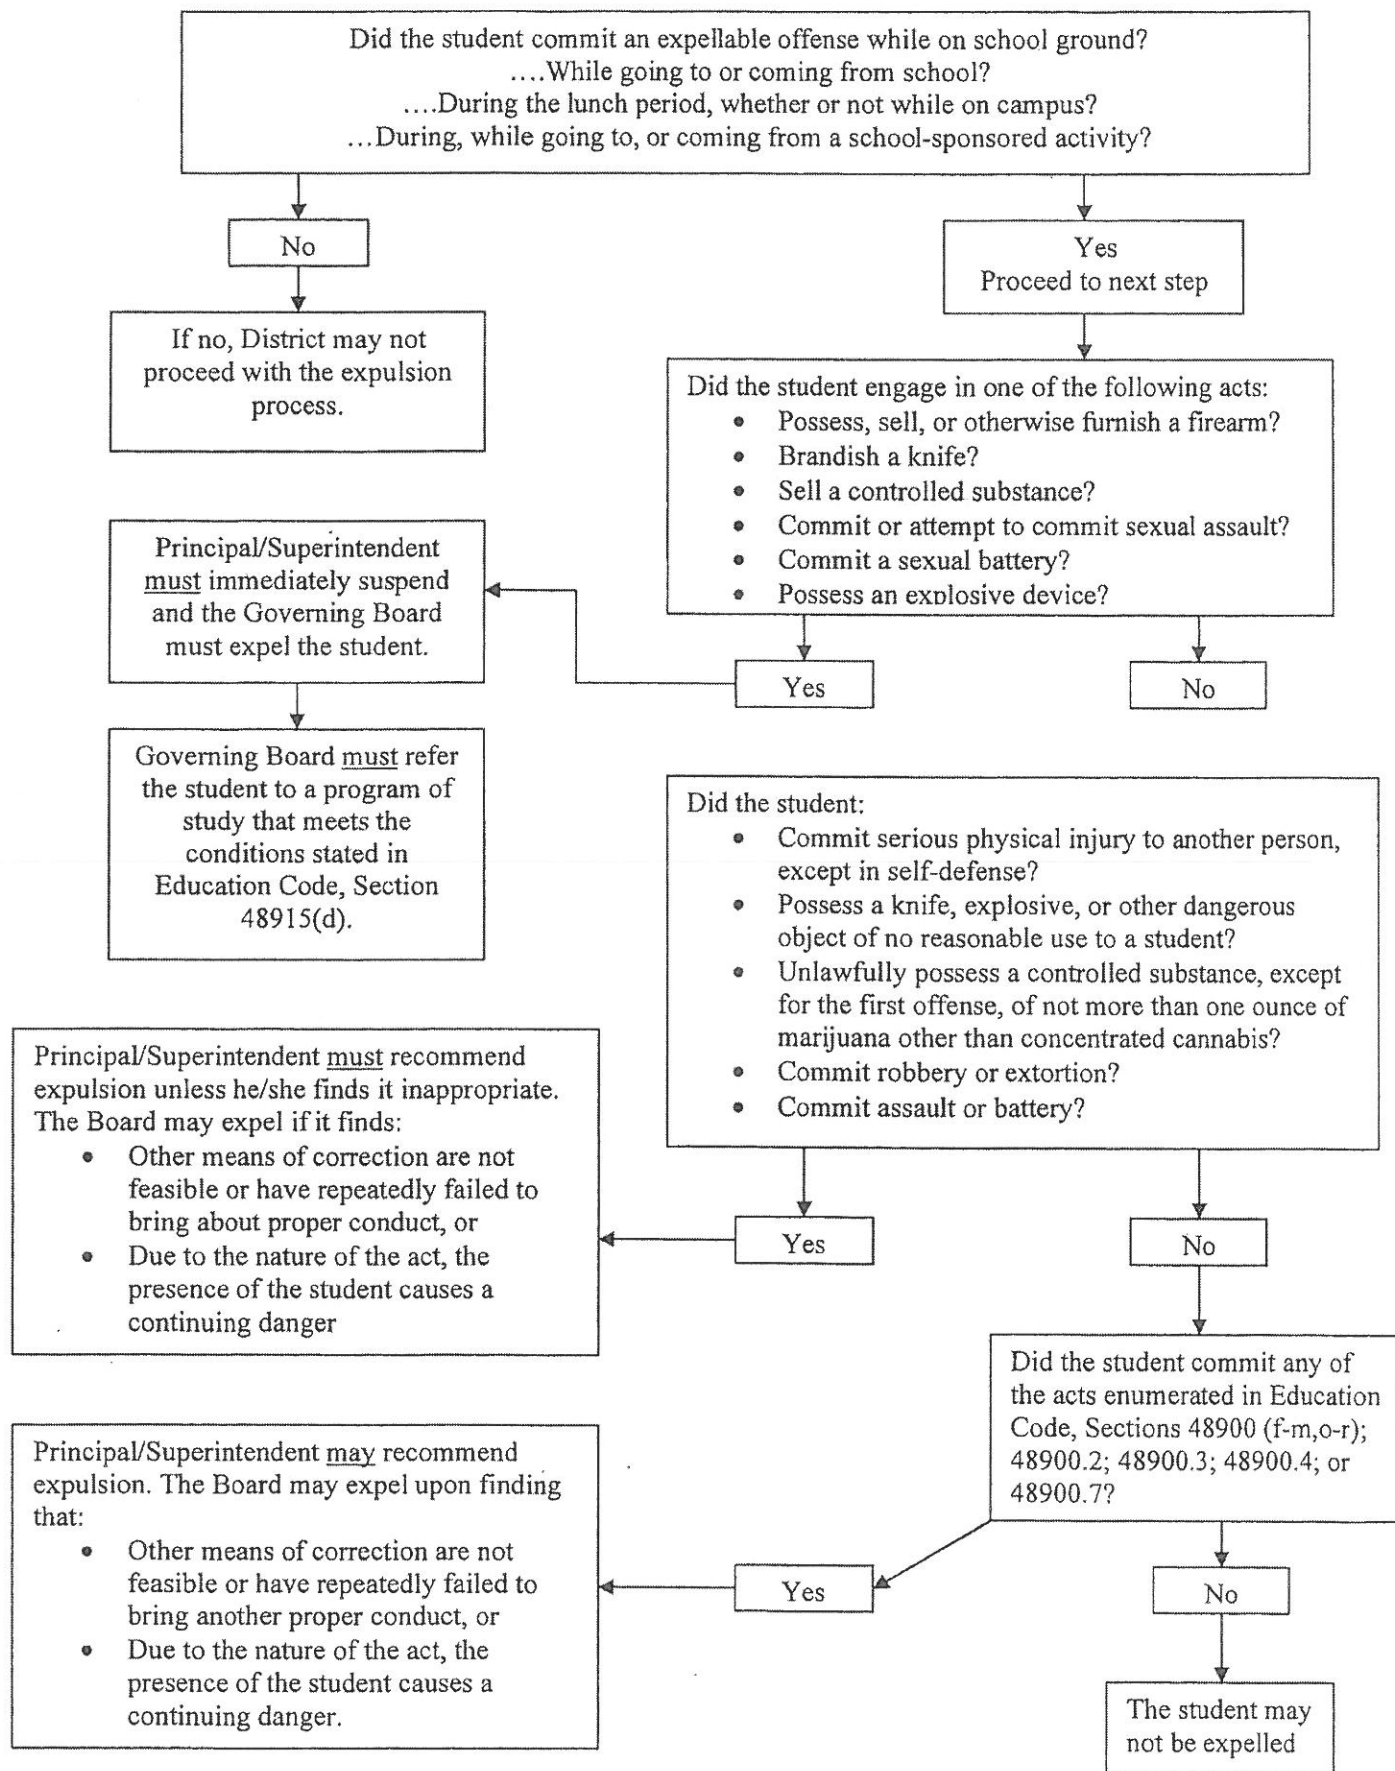 Did the student commit an expellable offense while on school ground?
….While going to or coming from school?
….During the lunch period, whether or not while on campus?
…During, while going to, or coming from a school-sponsored activity?
No
Yes
Proceed to next step
If no, District may not
proceed with the expulsion
process.
Did the student engage in one of the following acts:
• Possess, sell, or otherwise furnish a firearm?
• Brandish a knife?
• Sell a controlled substance?
• Commit or attempt to commit sexual assault?
• Commit a sexual battery?
• Possess an explosive device?
Principal/Superintendent
must immediately suspend
and the Governing Board
must expel the student.
Yes
No
Governing Board must refer
the student to a program of
study that meets the
conditions stated in
Education Code, Section
48915(d).
Did the student:
• Commit serious physical injury to another person,
except in self-defense?
• Possess a knife, explosive, or other dangerous
object of no reasonable use to a student?
• Unlawfully possess a controlled substance, except
for the first offense, of not more than one ounce of
marijuana other than concentrated cannabis?
• Commit robbery or extortion?
• Commit assault or battery?
Principal/Superintendent must recommend
expulsion unless he/she finds it inappropriate.
The Board may expel if it finds:
• Other means of correction are not
feasible or have repeatedly failed to
bring about proper conduct, or
• Due to the nature of the act, the
presence of the student causes a
continuing danger
Yes
No
Did the student commit any of
the acts enumerated in Education
Code, Sections 48900 (f-m,o-r);
48900.2; 48900.3; 48900.4; or
48900.7?
Principal/Superintendent may recommend
expulsion. The Board may expel upon finding
that:
• Other means of correction are not
feasible or have repeatedly failed to
bring another proper conduct, or
• Due to the nature of the act, the
presence of the student causes a
continuing danger.
Yes
No
The student may
not be expelled